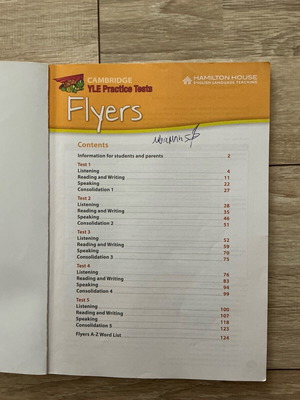 CAMBRIDGE
YLE Practice Tests
HAMILTON HOUSE
ENGLISH LANGUAGE TEACHING
Flyers
Contents
Information for students and parents 2
Test 1
Listening 4
Reading and Writing 11
Speaking 22
Consolidation 1 27
Test 2
Listening 28
Reading and Writing 35
Speaking 46
Consolidation 2 51
Test 3
Listening 52
Reading and Writing 59
Speaking 70
Consolidation 3 75
Test 4
Listening 76
Reading and Writing 83
Speaking 94
Consolidation 4 99
Test 5
Listening 100
Reading and Writing 107
Speaking 118
Consolidation 5 123
Flyers A-Z Word List 124